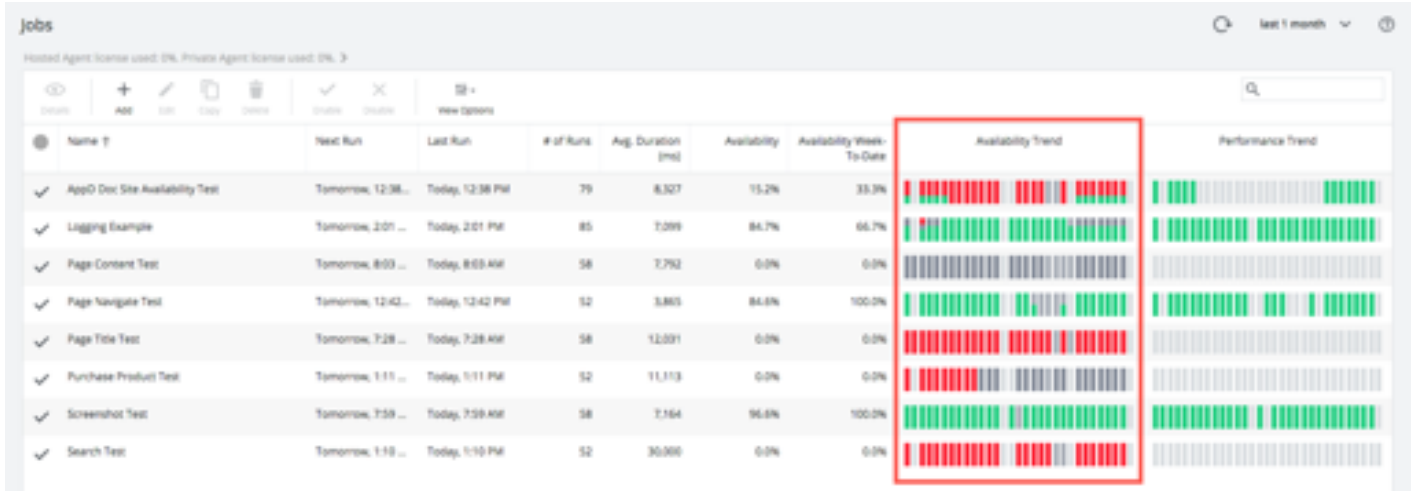 Jobs
last 1 month
Hosted Agent license used: 0%. Private Agent license used: 0%.
Details Add Edit Copy Delete Enable Disable View Options
Name ↑ Next Run Last Run # of Runs Avg. Duration (ms) Availability Availability Week-To-Date Availability Trend Performance Trend
AppD Doc Site Availability Test Tomorrow, 12:38... Today, 12:38 PM 79 8,327 15.2% 33.3%
Logging Example Tomorrow, 2:01 ... Today, 2:01 PM 85 7,099 84.7% 66.7%
Page Content Test Tomorrow, 8:03 ... Today, 8:03 AM 58 7,792 0.0% 0.0%
Page Navigate Test Tomorrow, 12:42... Today, 12:42 PM 52 3,865 84.6% 100.0%
Page Title Test Tomorrow, 7:28 ... Today, 7:28 AM 58 12,031 0.0% 0.0%
Purchase Product Test Tomorrow, 1:11 ... Today, 1:11 PM 52 11,113 0.0% 0.0%
Screenshot Test Tomorrow, 7:59 ... Today, 7:59 AM 58 7,164 96.6% 100.0%
Search Test Tomorrow, 1:10 ... Today, 1:10 PM 52 30,000 0.0% 0.0%